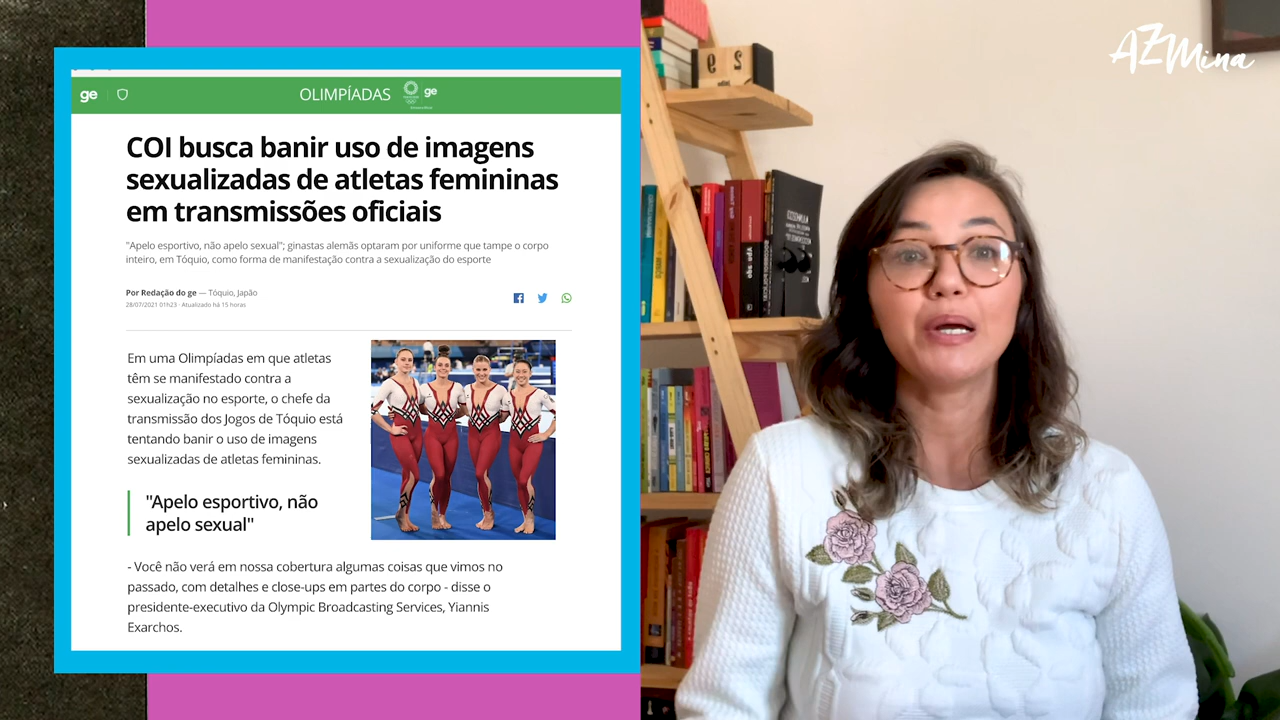 AZMina
ge
OLIMPÍADAS
ge
COI busca banir uso de imagens
sexualizadas de atletas femininas
em transmissões oficiais
"Apelo esportivo, não apelo sexual"; ginastas alemãs optaram por uniforme que tampe o corpo
inteiro, em Tóquio, como forma de manifestação contra a sexualização do esporte
Por Redação do ge — Tóquio, Japão
28/07/2021 01h23 · Atualizado há 15 horas
Em uma Olimpíadas em que atletas
têm se manifestado contra a
sexualização no esporte, o chefe da
transmissão dos Jogos de Tóquio está
tentando banir o uso de imagens
sexualizadas de atletas femininas.
"Apelo esportivo, não
apelo sexual"
- Você não verá em nossa cobertura algumas coisas que vimos no
passado, com detalhes e close-ups em partes do corpo - disse o
presidente-executivo da Olympic Broadcasting Services, Yiannis
Exarchos.